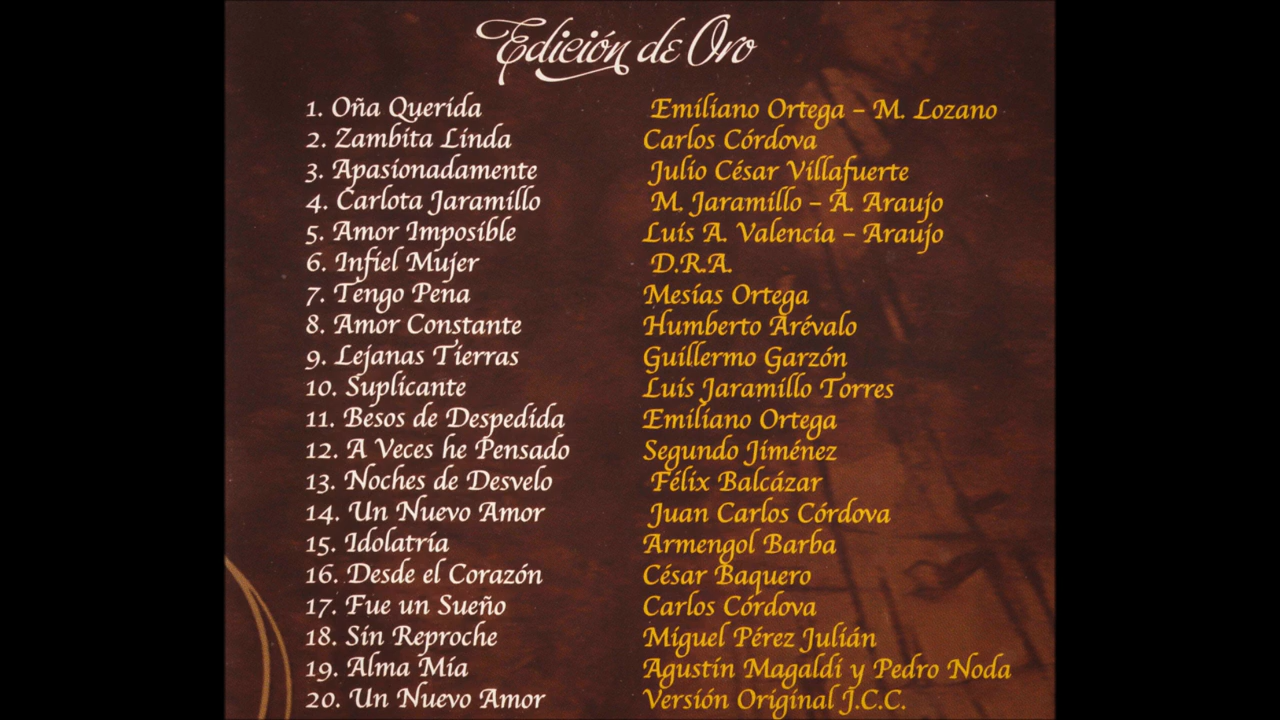 Edición de Oro
1. Oña Querida Emiliano Ortega – M. Lozano
2. Zambita Linda Carlos Córdova
3. Apasionadamente Julio César Villafuerte
4. Carlota Jaramillo M. Jaramillo – A. Araujo
5. Amor Imposible Luis A. Valencia – Araujo
6. Infiel Mujer D.R.A.
7. Tengo Pena Mesías Ortega
8. Amor Constante Humberto Arévalo
9. Lejanas Tierras Guillermo Garzón
10. Suplicante Luis Jaramillo Torres
11. Besos de Despedida Emiliano Ortega
12. A Veces he Pensado Segundo Jiménez
13. Noches de Desvelo Félix Balcázar
14. Un Nuevo Amor Juan Carlos Córdova
15. Idolatría Armengol Barba
16. Desde el Corazón César Baquero
17. Fue un Sueño Carlos Córdova
18. Sin Reproche Miguel Pérez Julián
19. Alma Mía Agustín Magaldi y Pedro Noda
20. Un Nuevo Amor Versión Original J.C.C.